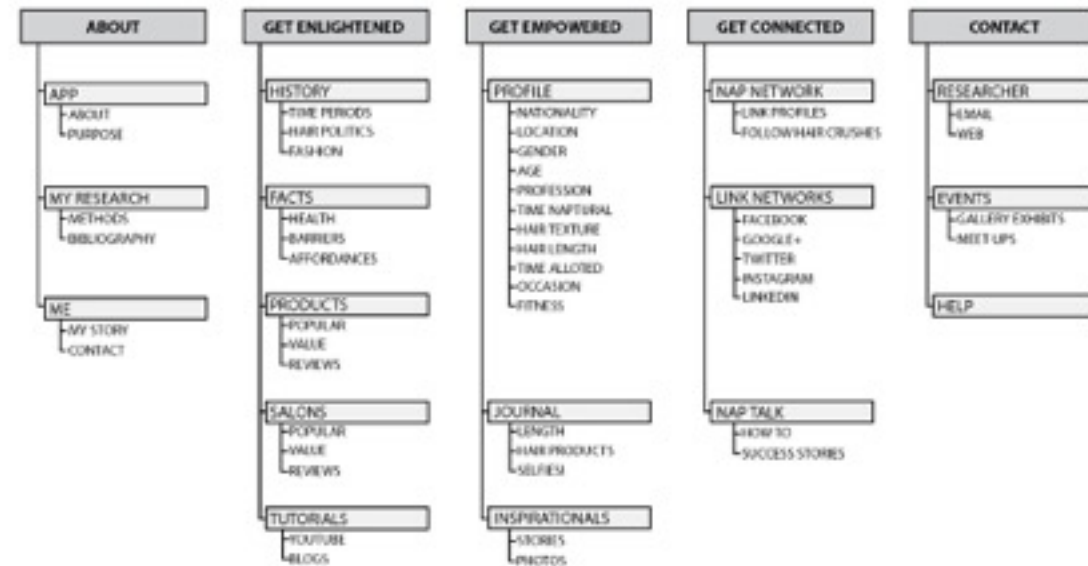 ABOUT
APP
ABOUT
PURPOSE
MY RESEARCH
METHODS
BIBLIOGRAPHY
ME
MY STORY
CONTACT
GET ENLIGHTENED
HISTORY
TIME PERIODS
HAIR POLITICS
FASHION
FACTS
HEALTH
BARRIERS
AFFORDANCES
PRODUCTS
POPULAR
VALUE
REVIEWS
SALONS
POPULAR
VALUE
REVIEWS
TUTORIALS
YOUTUBE
BLOGS
GET EMPOWERED
PROFILE
NATIONALITY
LOCATION
GENDER
AGE
PROFESSION
TIME NAPTURAL
HAIR TEXTURE
HAIR LENGTH
TIME ALLOTED
OCCASION
FITNESS
JOURNAL
LENGTH
HAIR PRODUCTS
SELFIES!
INSPIRATIONALS
STORIES
PHOTOS
GET CONNECTED
NAP NETWORK
LINK PROFILES
FOLLOW HAIR CRUSHES
LINK NETWORKS
FACEBOOK
GOOGLE+
TWITTER
INSTAGRAM
LINKEDIN
NAP TALK
HOW TO
SUCCESS STORIES
CONTACT
RESEARCHER
EMAIL
WEB
EVENTS
GALLERY EXHIBITS
MEET UPS
HELP